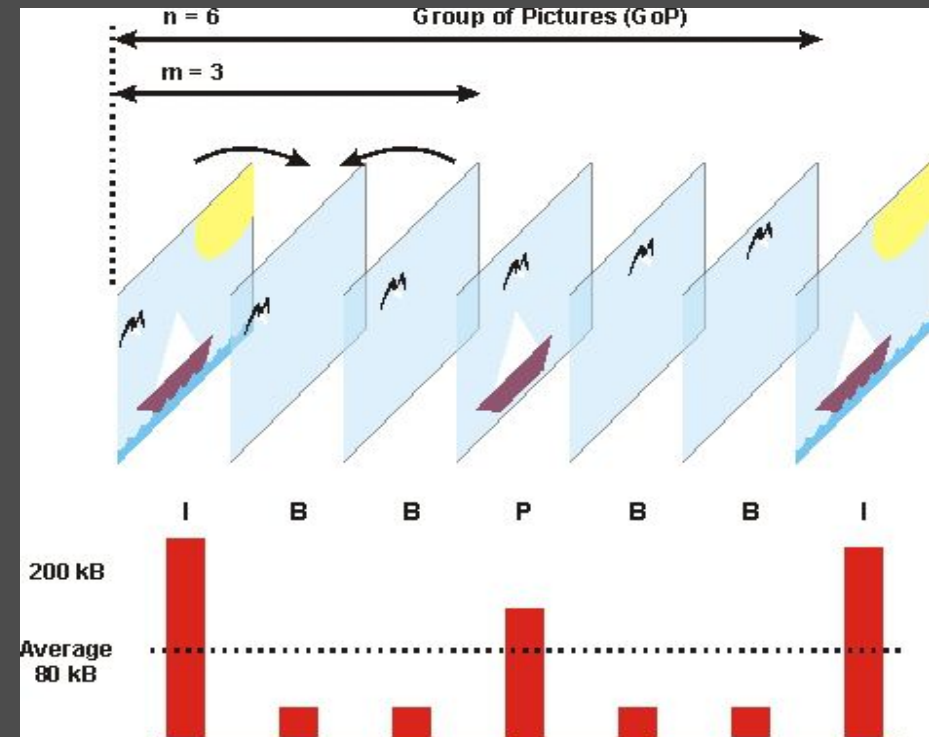 n = 6 Group of Pictures (GoP)
m = 3
I B B P B B I
200 kB
Average
80 kB